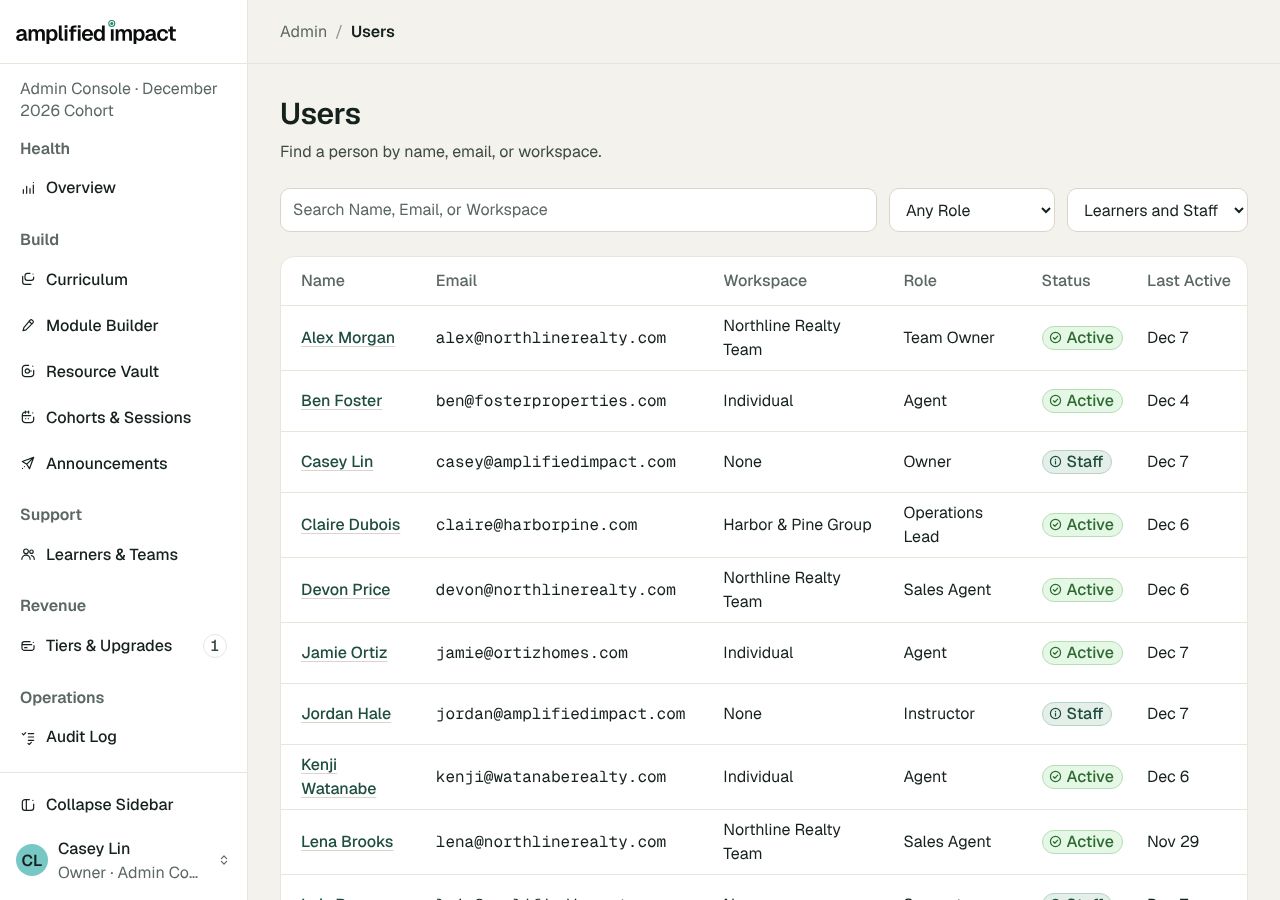 amplified impact
Admin / Users
Admin Console · December
2026 Cohort
Health
Overview
Build
Curriculum
Module Builder
Resource Vault
Cohorts & Sessions
Announcements
Support
Learners & Teams
Revenue
Tiers & Upgrades 1
Operations
Audit Log
Collapse Sidebar
CL
Casey Lin
Owner · Admin Co...
Users
Find a person by name, email, or workspace.
Search Name, Email, or Workspace
Any Role
Learners and Staff
Name Email Workspace Role Status Last Active
Alex Morgan alex@northlinerealty.com Northline Realty Team Team Owner Active Dec 7
Ben Foster ben@fosterproperties.com Individual Agent Active Dec 4
Casey Lin casey@amplifiedimpact.com None Owner Staff Dec 7
Claire Dubois claire@harborpine.com Harbor & Pine Group Operations Lead Active Dec 6
Devon Price devon@northlinerealty.com Northline Realty Team Sales Agent Active Dec 6
Jamie Ortiz jamie@ortizhomes.com Individual Agent Active Dec 7
Jordan Hale jordan@amplifiedimpact.com None Instructor Staff Dec 7
Kenji Watanabe kenji@watanaberealty.com Individual Agent Active Dec 6
Lena Brooks lena@northlinerealty.com Northline Realty Team Sales Agent Active Nov 29